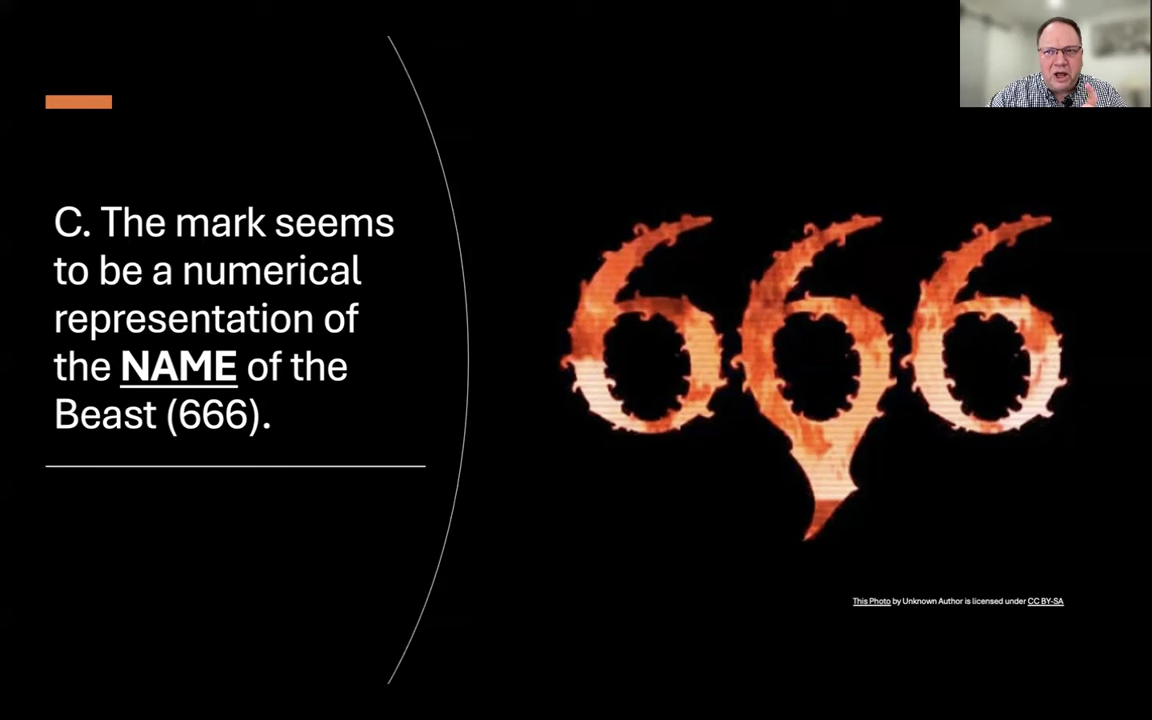 C. The mark seems
to be a numerical
representation of
the NAME of the
Beast (666).
666
This Photo by Unknown Author is licensed under CC BY-SA